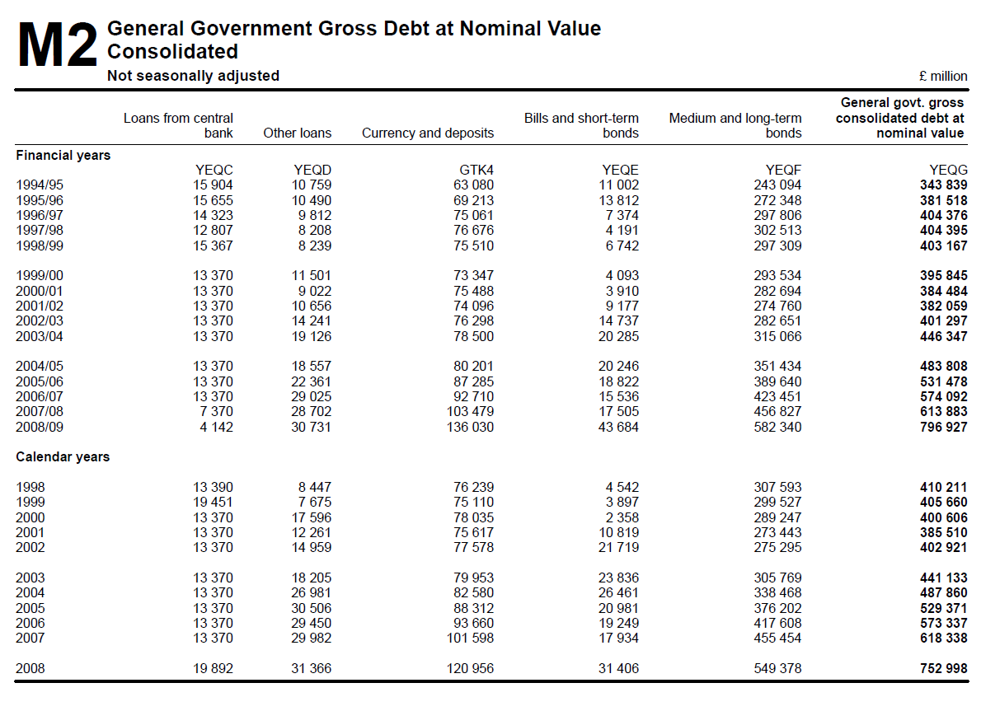 M2 General Government Gross Debt at Nominal Value
Consolidated
Not seasonally adjusted £ million
General govt. gross
Loans from central Bills and short-term Medium and long-term consolidated debt at
bank Other loans Currency and deposits bonds bonds nominal value
Financial years
YEQC YEQD GTK4 YEQE YEQF YEQG
1994/95 15 904 10 759 63 080 11 002 243 094 343 839
1995/96 15 655 10 490 69 213 13 812 272 348 381 518
1996/97 14 323 9 812 75 061 7 374 297 806 404 376
1997/98 12 807 8 208 76 676 4 191 302 513 404 395
1998/99 15 367 8 239 75 510 6 742 297 309 403 167
1999/00 13 370 11 501 73 347 4 093 293 534 395 845
2000/01 13 370 9 022 75 488 3 910 282 694 384 484
2001/02 13 370 10 656 74 096 9 177 274 760 382 059
2002/03 13 370 14 241 76 298 14 737 282 651 401 297
2003/04 13 370 19 126 78 500 20 285 315 066 446 347
2004/05 13 370 18 557 80 201 20 246 351 434 483 808
2005/06 13 370 22 361 87 285 18 822 389 640 531 478
2006/07 13 370 29 025 92 710 15 536 423 451 574 092
2007/08 7 370 28 702 103 479 17 505 456 827 613 883
2008/09 4 142 30 731 136 030 43 684 582 340 796 927
Calendar years
1998 13 390 8 447 76 239 4 542 307 593 410 211
1999 19 451 7 675 75 110 3 897 299 527 405 660
2000 13 370 17 596 78 035 2 358 289 247 400 606
2001 13 370 12 261 75 617 10 819 273 443 385 510
2002 13 370 14 959 77 578 21 719 275 295 402 921
2003 13 370 18 205 79 953 23 836 305 769 441 133
2004 13 370 26 981 82 580 26 461 338 468 487 860
2005 13 370 30 506 88 312 20 981 376 202 529 371
2006 13 370 29 450 93 660 19 249 417 608 573 337
2007 13 370 29 982 101 598 17 934 455 454 618 338
2008 19 892 31 366 120 956 31 406 549 378 752 998